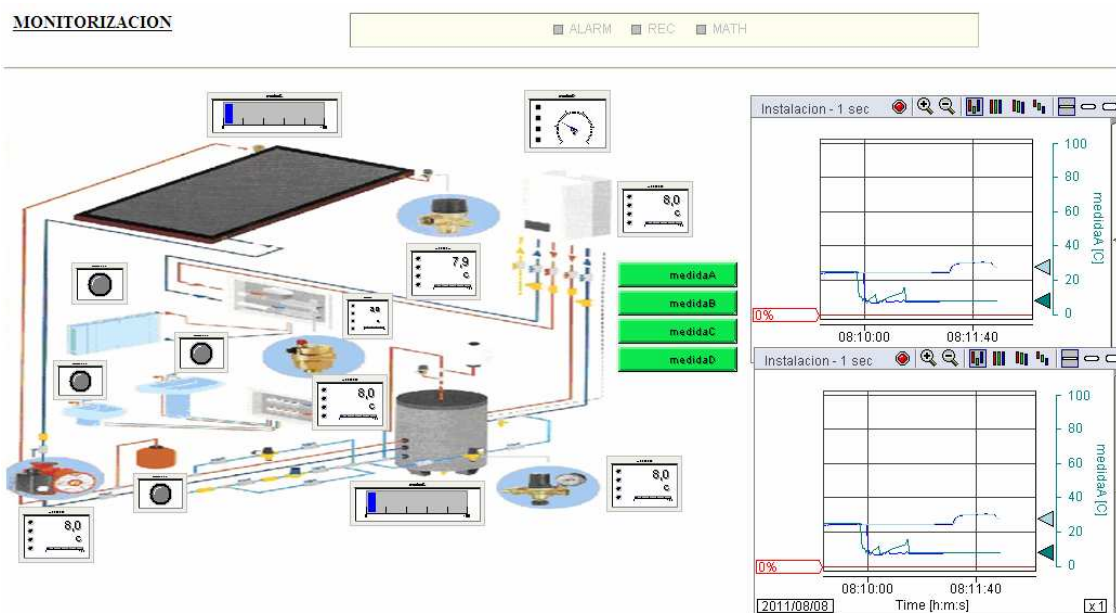 MONITORIZACION
ALARM REC MATH
8,0
C
7,9
C
8,0
C
8,0
C
8,0
C
medidaA
medidaB
medidaC
medidaD
Instalacion - 1 sec
100
80
60
40
20
0
medidaA [C]
0%
08:10:00 08:11:40
Instalacion - 1 sec
100
80
60
40
20
0
medidaA [C]
0%
08:10:00 08:11:40
2011/08/08 Time [h:m:s] x 1